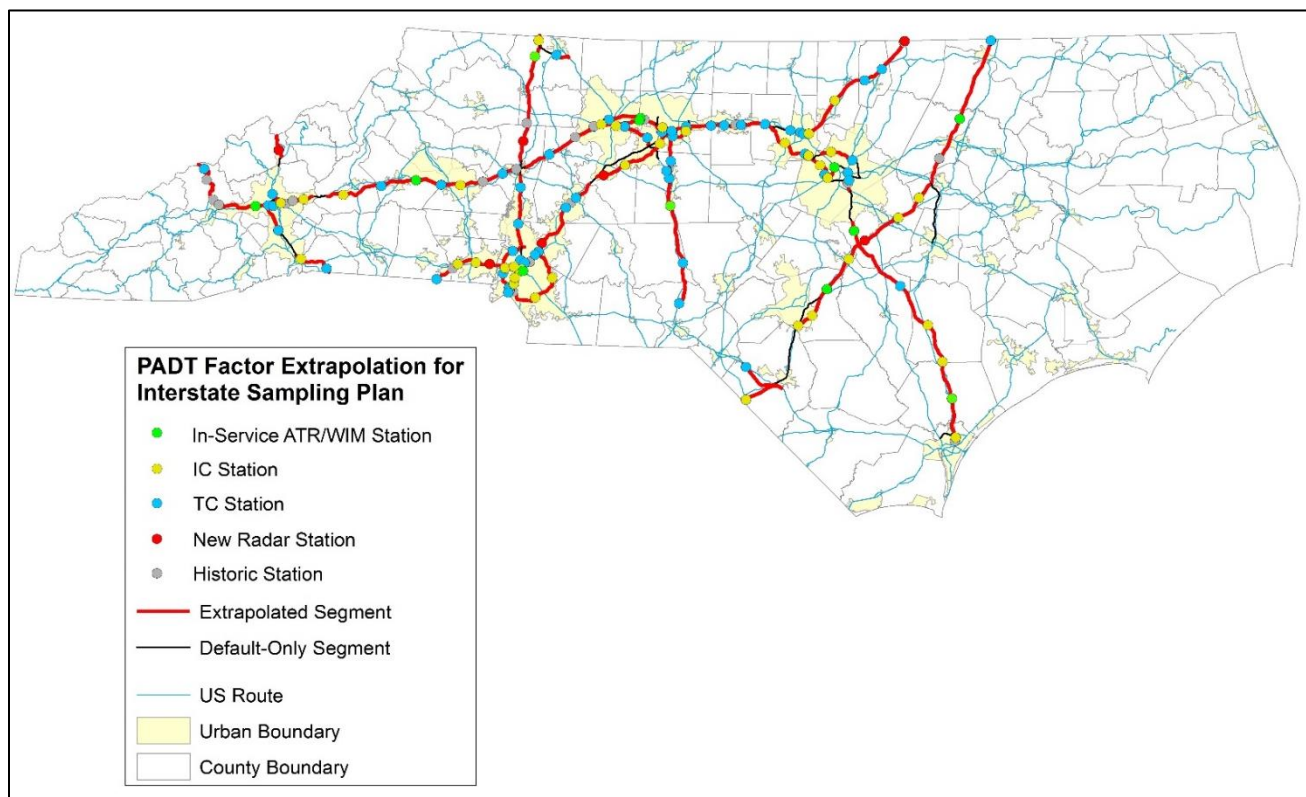 PADT Factor Extrapolation for
Interstate Sampling Plan
In-Service ATR/WIM Station
IC Station
TC Station
New Radar Station
Historic Station
Extrapolated Segment
Default-Only Segment
US Route
Urban Boundary
County Boundary